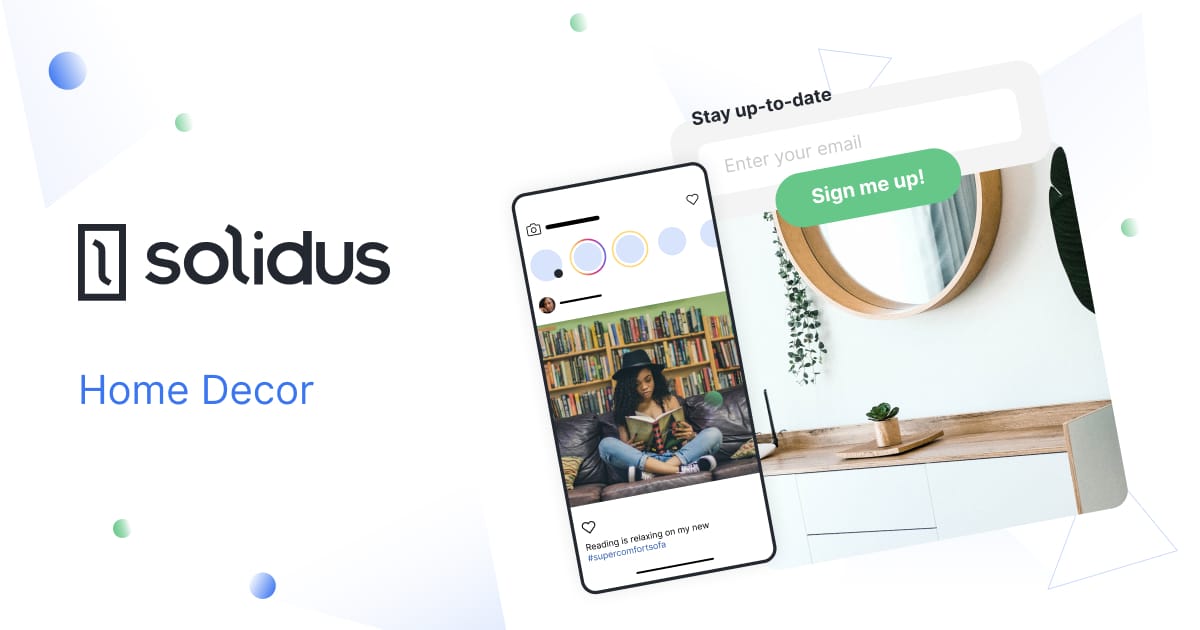 solidus
Home Decor
Stay up-to-date
Enter your email
Sign me up!
Reading is relaxing on my new
#supercomfortsofa